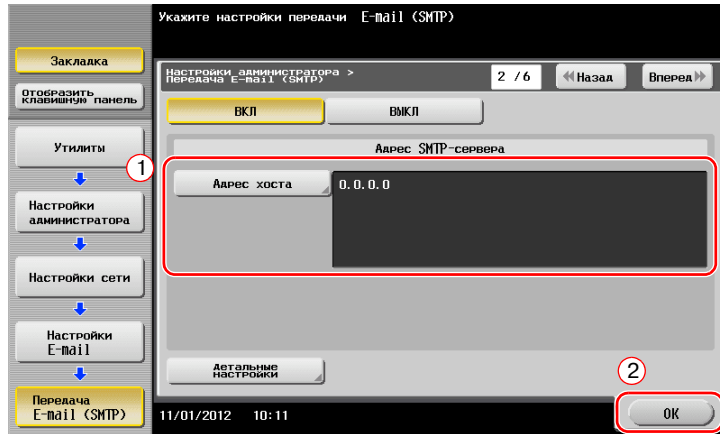 Укажите настройки передачи E-mail (SMTP)
Закладка
Отобразить
клавишную панель
Утилиты
Настройки
администратора
Настройки сети
Настройки
E-mail
Передача
E-mail (SMTP)
Настройки администратора >
Передача E-mail (SMTP)
2 / 6
Назад
Вперед
ВКЛ
ВЫКЛ
Адрес SMTP-сервера
1
Адрес хоста
0.0.0.0
Детальные
настройки
2
11/01/2012 10:11
OK